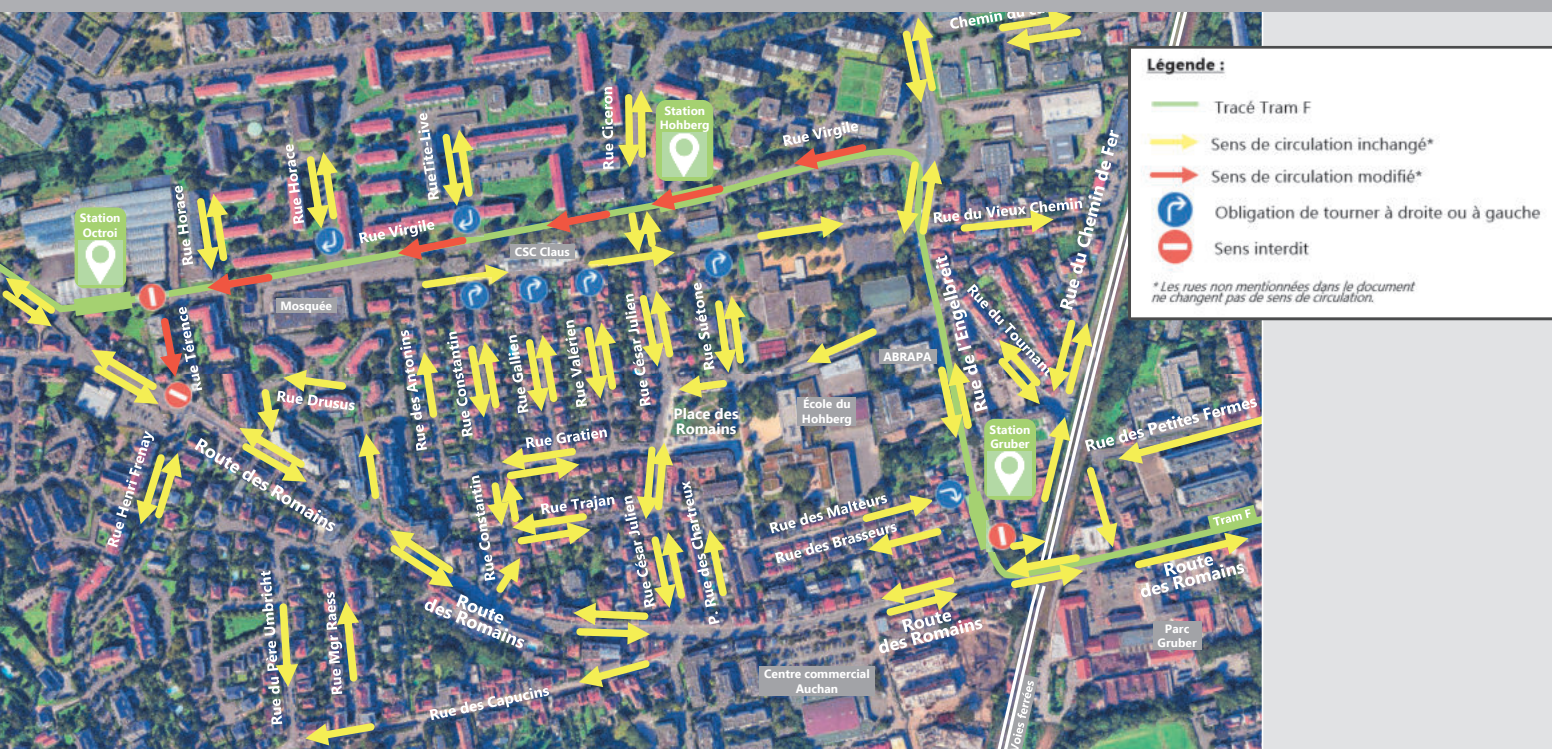 Chemin du
Légende :
Tracé Tram F
Sens de circulation inchangé*
Sens de circulation modifié*
Obligation de tourner à droite ou à gauche
Sens interdit
* Les rues non mentionnées dans le document
ne changent pas de sens de circulation.
Rue Ciceron
Station
Hohberg
Rue Virgile
RueTite-Live
Rue Horace
Rue Horace
Station
Octroi
Rue Virgile
CSC Claus
Rue du Vieux Chemin
Rue du Chemin de Fer
Mosquée
Rue Térence
Rue Drusus
Rue des Antonins
Rue Constantin
Rue Gallien
Rue Valérien
Rue César Julien
Rue Suétone
ABRAPA
Rue de l'Engelbreit
Rue du Tournant
Place des
Romains
École du
Hohberg
Station
Gruber
Rue des Petites Fermes
Rue Henri Frenay
Route des Romains
Rue Gratien
Rue Trajan
Rue Constantin
Rue César Julien
P. Rue des Chartreux
Rue des Malteurs
Rue des Brasseurs
Tram F
Route
des Romains
Route
des Romains
Route
des Romains
Rue du Père Umbricht
Rue Mgr Raess
Rue des Capucins
Centre commercial
Auchan
Parc
Gruber
Voies ferrées